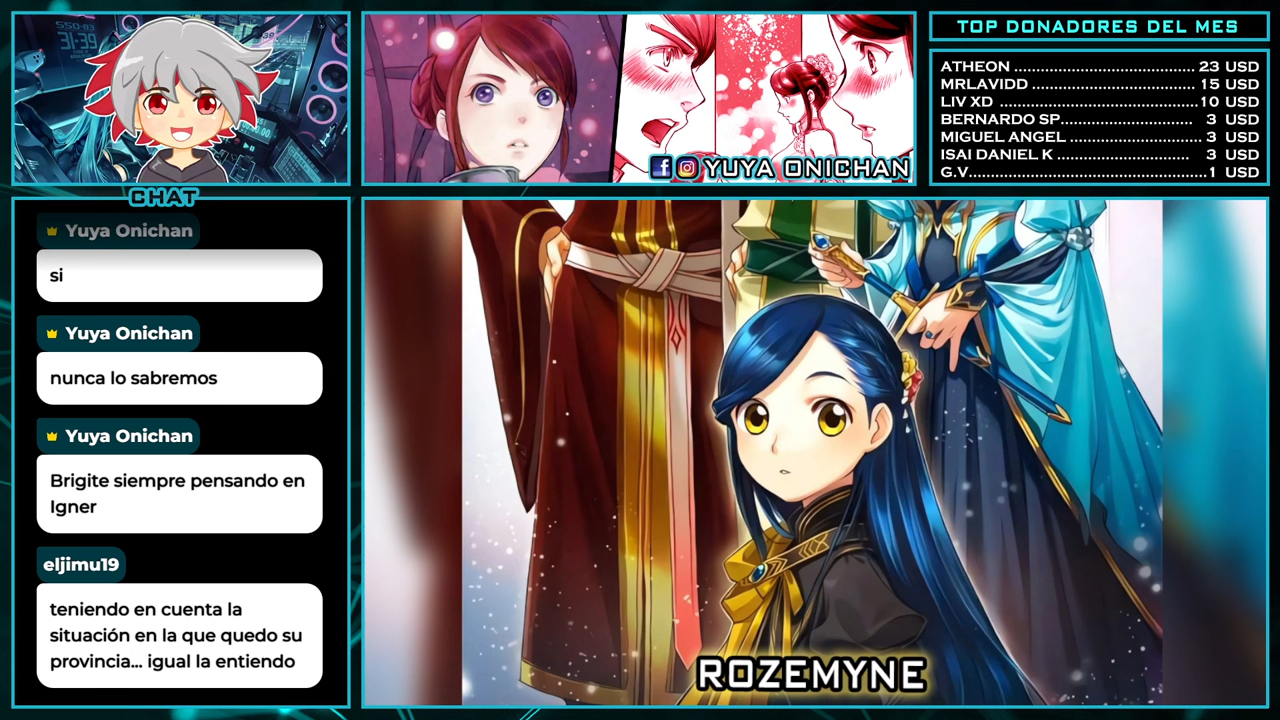 TOP DONADORES DEL MES
ATHEON ................................... 23 USD
MRLAVIDD ................................ 15 USD
LIV XD ......................................10 USD
BERNARDO SP.......................... 3 USD
MIGUEL ANGEL ........................ 3 USD
ISAI DANIEL K .......................... 3 USD
G.V.............................................1 USD
YUYA ONICHAN
CHAT
Yuya Onichan
si
Yuya Onichan
nunca lo sabremos
Yuya Onichan
Brigite siempre pensando en
Igner
eljimu19
teniendo en cuenta la
situación en la que quedo su
provincia... igual la entiendo
ROZEMYNE